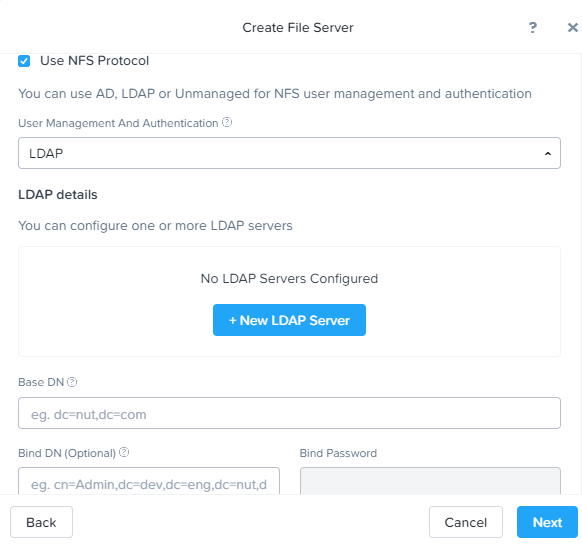 Create File Server
? ×
Use NFS Protocol
You can use AD, LDAP or Unmanaged for NFS user management and authentication
User Management And Authentication ?
LDAP
LDAP details
You can configure one or more LDAP servers
No LDAP Servers Configured
+ New LDAP Server
Base DN ?
eg. dc=nut,dc=com
Bind DN (Optional) ? Bind Password
eg. cn=Admin,dc=dev,dc=eng,dc=nut,d
Back Cancel Next